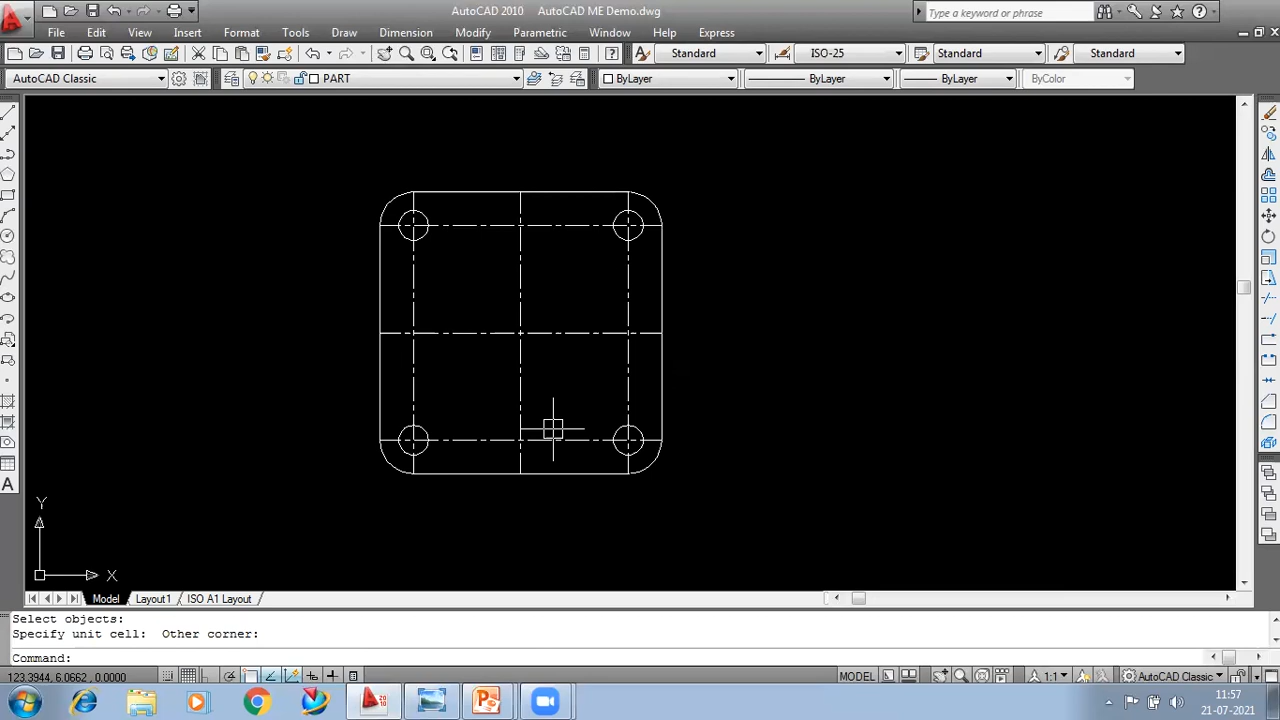 AutoCAD 2010 AutoCAD ME Demo.dwg
Type a keyword or phrase
File Edit View Insert Format Tools Draw Dimension Modify Parametric Window Help Express
Standard ISO-25 Standard Standard
AutoCAD Classic PART ByLayer ByLayer ByLayer ByColor
A
Y
X
Model Layout1 ISO A1 Layout
Select objects:
Specify unit cell: Other corner:
Command:
123.3944, 6.0662, 0.0000 MODEL 1:1 AutoCAD Classic
11:57
21-07-2021